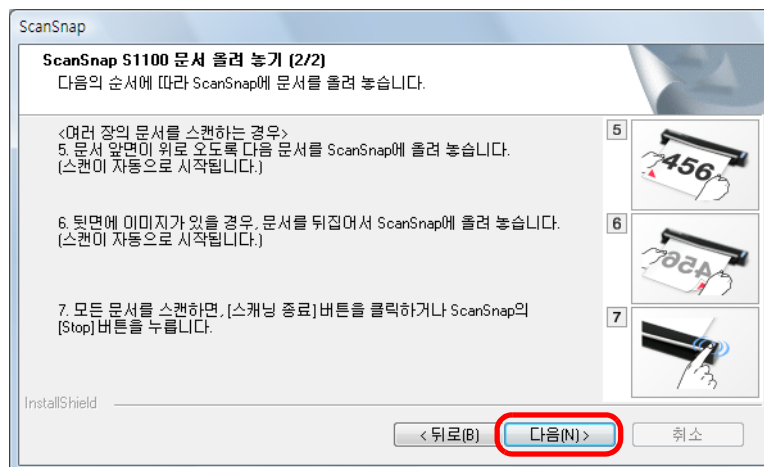 ScanSnap
ScanSnap S1100 문서 올려 놓기 (2/2)
다음의 순서에 따라 ScanSnap에 문서를 올려 놓습니다.
<여러 장의 문서를 스캔하는 경우>
5. 문서 앞면이 위로 오도록 다음 문서를 ScanSnap에 올려 놓습니다.
(스캔이 자동으로 시작됩니다.)
5
456
6. 뒷면에 이미지가 있을 경우, 문서를 뒤집어서 ScanSnap에 올려 놓습니다.
(스캔이 자동으로 시작됩니다.)
6
456
7. 모든 문서를 스캔하면, [스캐닝 종료] 버튼을 클릭하거나 ScanSnap의
[Stop] 버튼을 누릅니다.
7
InstallShield
< 뒤로(B)
다음(N) >
취소